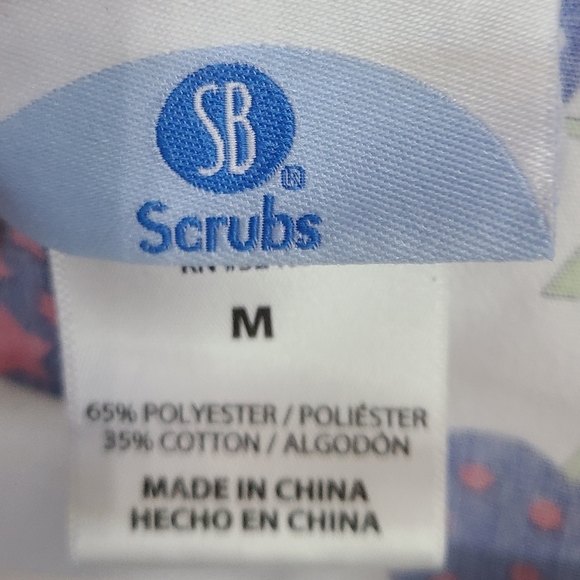 SB
Scrubs
M
65% POLYESTER / POLIÉSTER
35% COTTON / ALGODÓN
MADE IN CHINA
HECHO EN CHINA